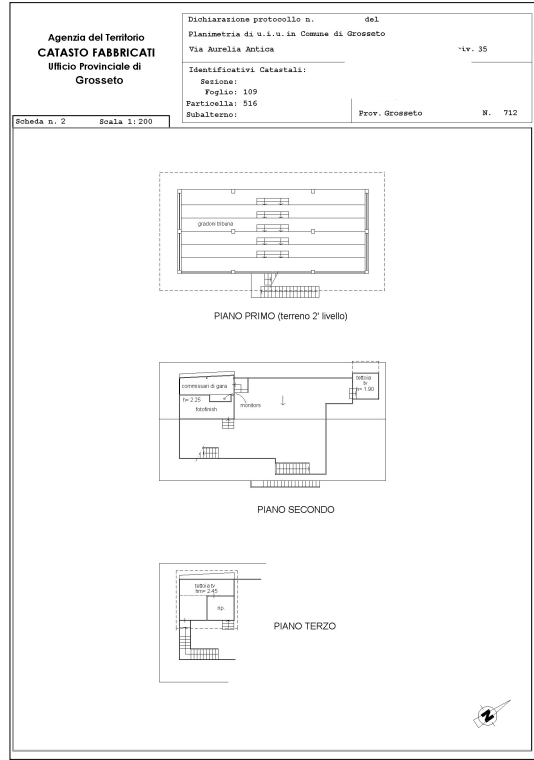 Agenzia del Territorio
CATASTO FABBRICATI
Ufficio Provinciale di
Grosseto
Scheda n. 2 Scala 1:200
Dichiarazione protocollo n. del
Planimetria di u.i.u. in Comune di Grosseto
Via Aurelia Antica civ. 35
Identificativi Catastali:
Sezione:
Foglio: 109
Particella: 516
Subalterno:
Prov. Grosseto N. 712
gradoni tribuna
PIANO PRIMO (terreno 2' livello)
commissari di gara
h= 2.25
fotofinish
monitors
tettoia
tv
h= 1.90
PIANO SECONDO
tettoia tv
hm= 2.45
rip.
PIANO TERZO
N